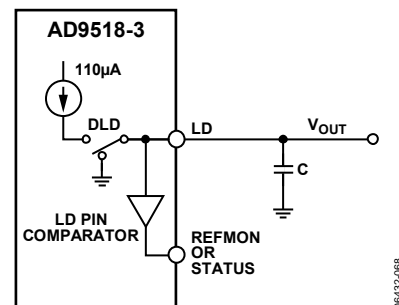 AD9518-3
110µA
DLD
LD
VOUT
C
LD PIN
COMPARATOR
REFMON
OR
STATUS
06432-068